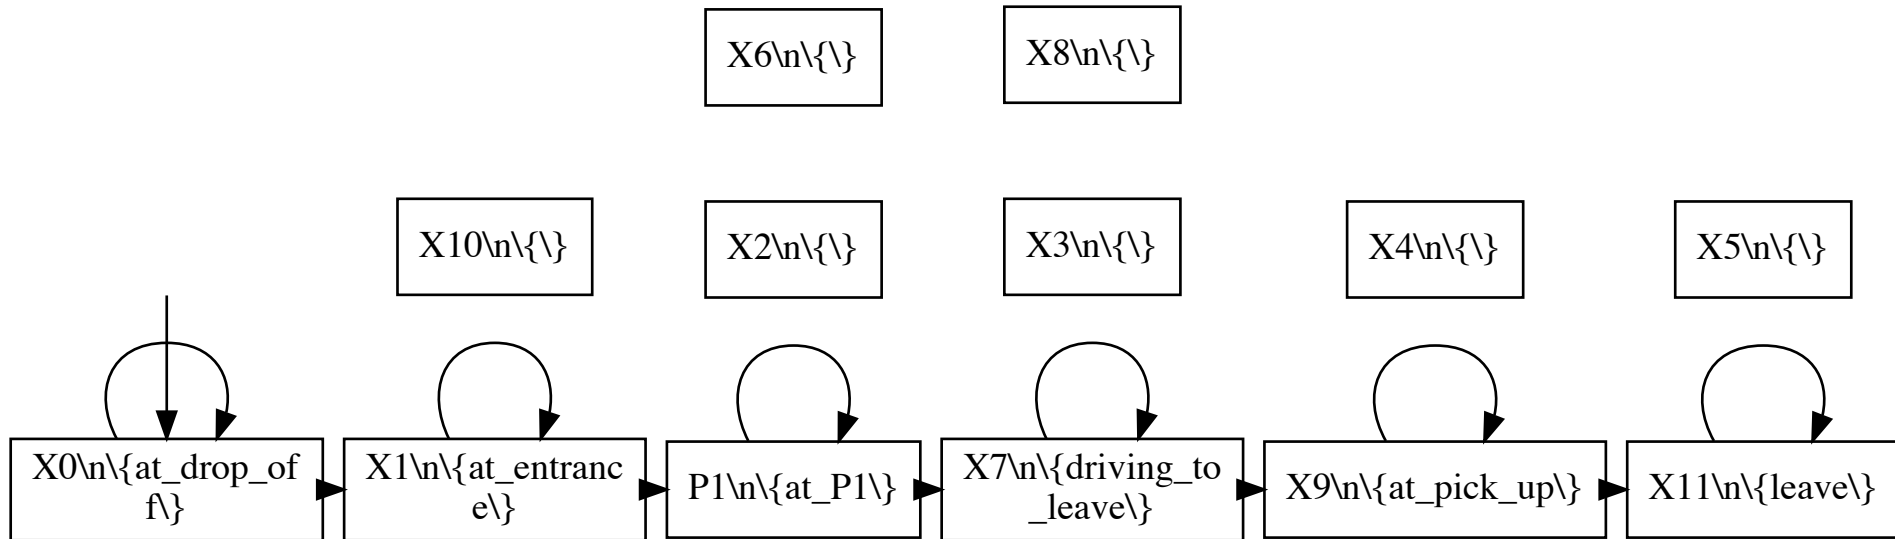 X6\n\{\}
X8\n\{\}
X10\n\{\}
X2\n\{\}
X3\n\{\}
X4\n\{\}
X5\n\{\}
X0\n\{at_drop_of
f\}
X1\n\{at_entranc
e\}
P1\n\{at_P1\}
X7\n\{driving_to
_leave\}
X9\n\{at_pick_up\}
X11\n\{leave\}